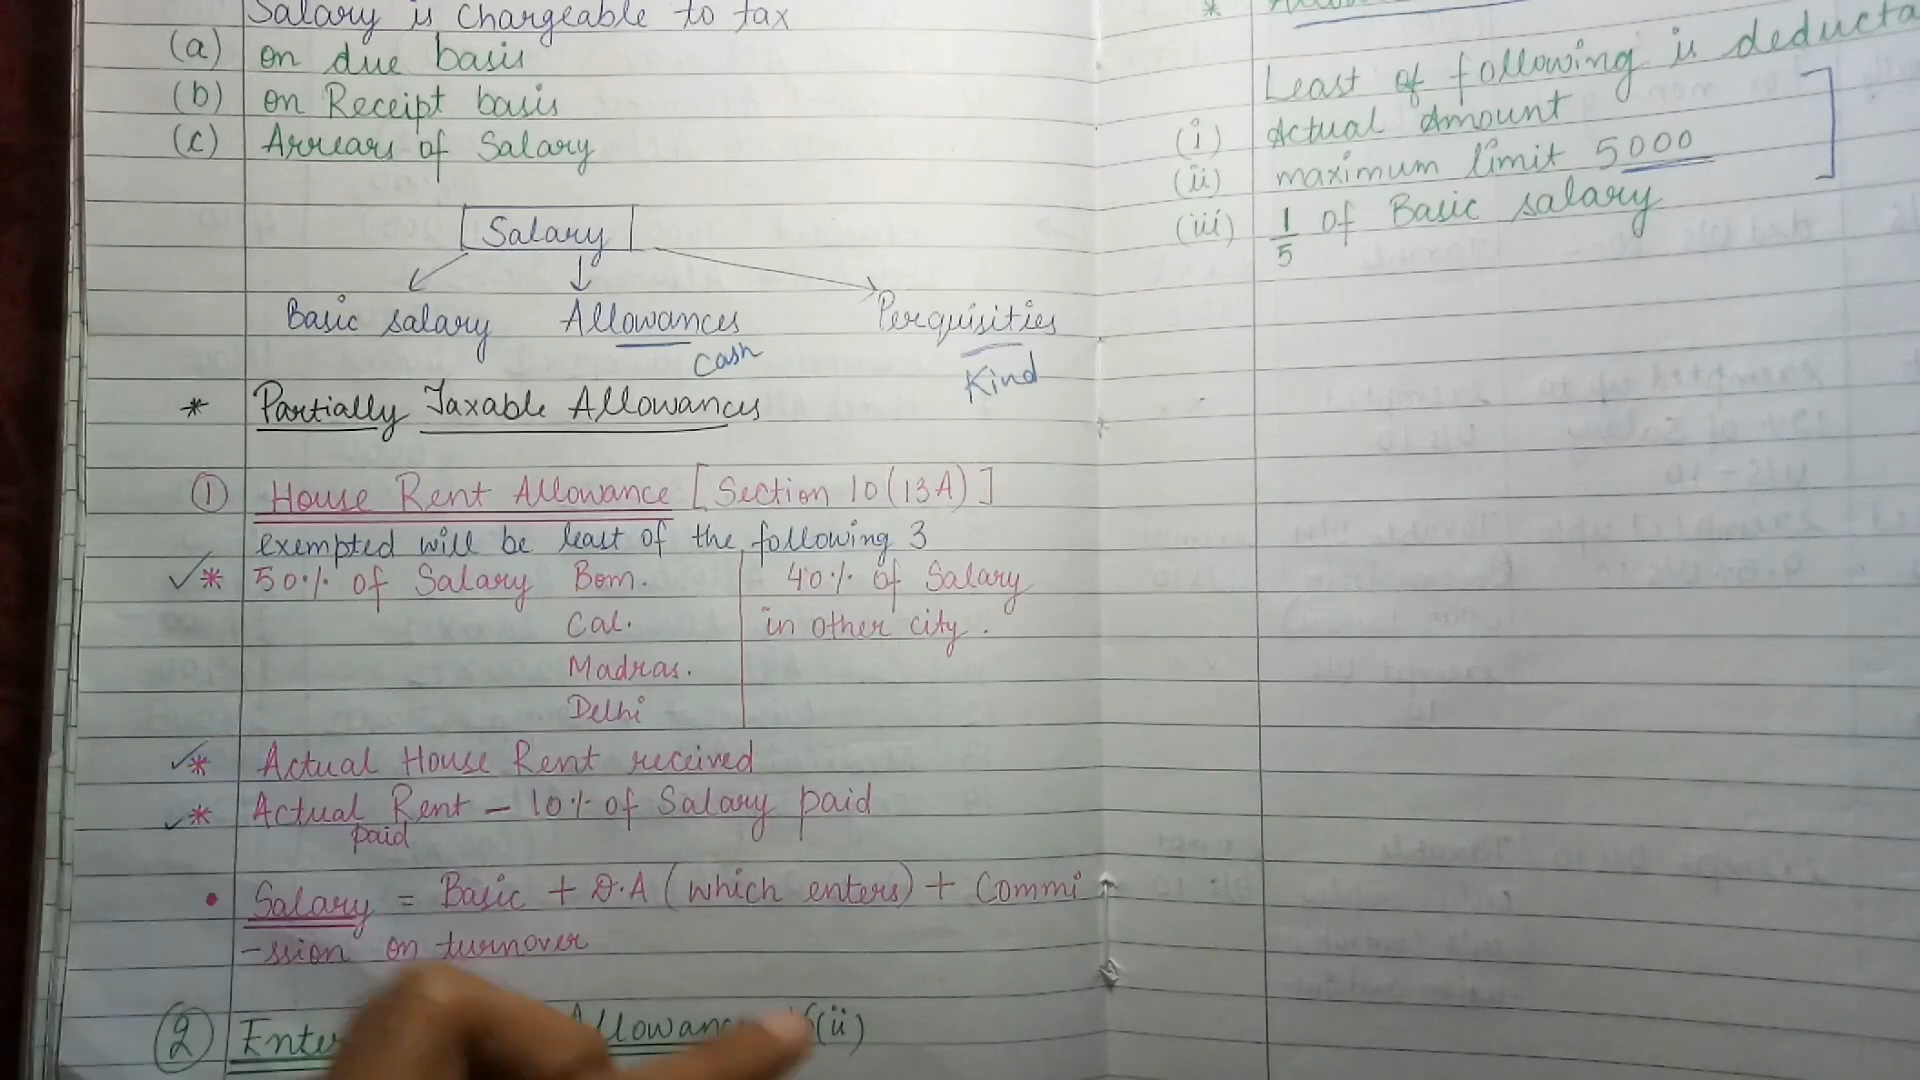 Salary is chargeable to tax
(a) on due basis
(b) on Receipt basis
(c) Arrears of Salary
Salary
Basic salary Allowances Perquisities
Cash Kind
* Partially Taxable Allowances
① House Rent Allowance [Section 10(13A)]
exempted will be least of the following 3
✓* 50% of Salary Bom. 40% of Salary
Cal. in other city.
Madras.
Delhi
✓* Actual House Rent received
✓* Actual Rent – 10% of Salary paid
paid
• Salary = Basic + D.A (which enters) + Commi
-ssion on turnover
② (ii)
*
Least of following is deducta
(i) Actual Amount
(ii) maximum limit 5000
(iii) 1/5 of Basic salary